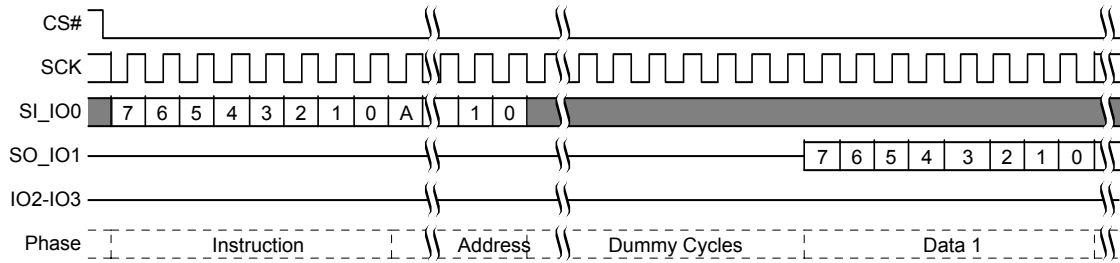 CS#
SCK
SI_IO0 7 6 5 4 3 2 1 0 A 1 0
SO_IO1 7 6 5 4 3 2 1 0
IO2-IO3
Phase Instruction Address Dummy Cycles Data 1